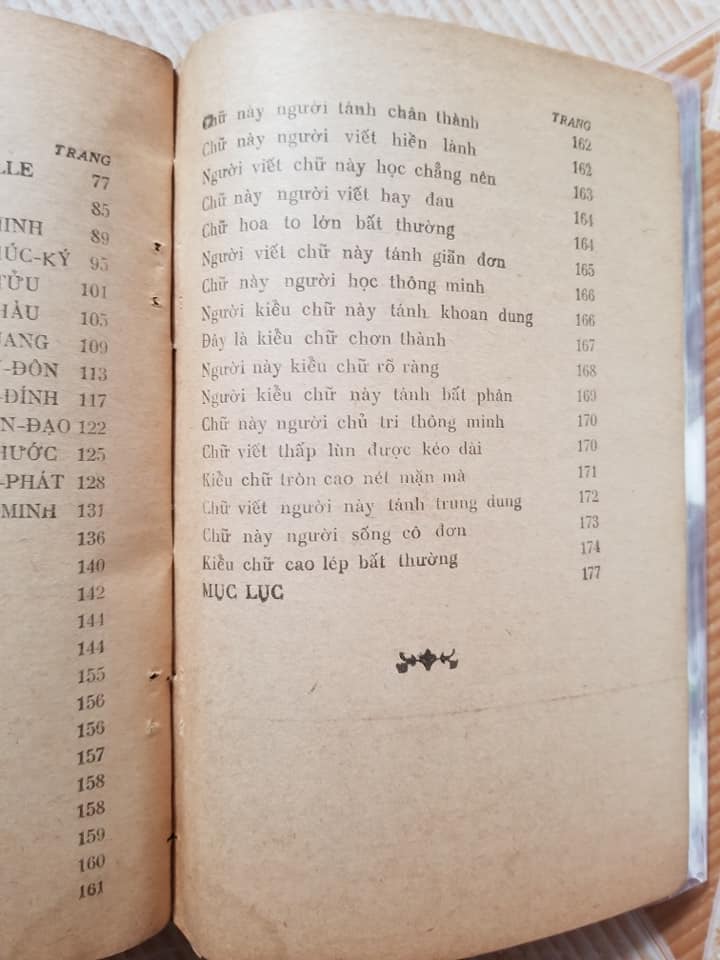 TRANG
LLE 77
85
MINH 89
ÚC-KÝ 95
TỬU 101
HÀU 105
UANG 109
-ĐÔN 113
-ĐÍNH 117
N-ĐẠO 122
HƯỚC 125
-PHÁT 128
MINH 131
136
140
142
144
144
155
156
156
157
158
158
159
160
161
TRANG
Chữ này người tánh chân thành 162
Chữ này người viết hiền lành 162
Người viết chữ này học chẳng nên 163
Chữ này người viết hay đau 164
Chữ hoa to lớn bất thường 164
Người viết chữ này tánh giãn đơn 165
Chữ này người học thông minh 166
Người kiểu chữ này tánh khoan dung 166
Đây là kiểu chữ chơn thành 167
Người này kiểu chữ rõ ràng 168
Người kiểu chữ này tánh bất phân 169
Chữ này người chủ tri thông minh 170
Chữ viết thấp lùn được kéo dài 170
Kiểu chữ tròn cao nét mặn mà 171
Chữ viết người này tánh trung dung 172
Chữ này người sống cô đơn 173
Kiểu chữ cao lép bất thường 174
MỤC LỤC 177